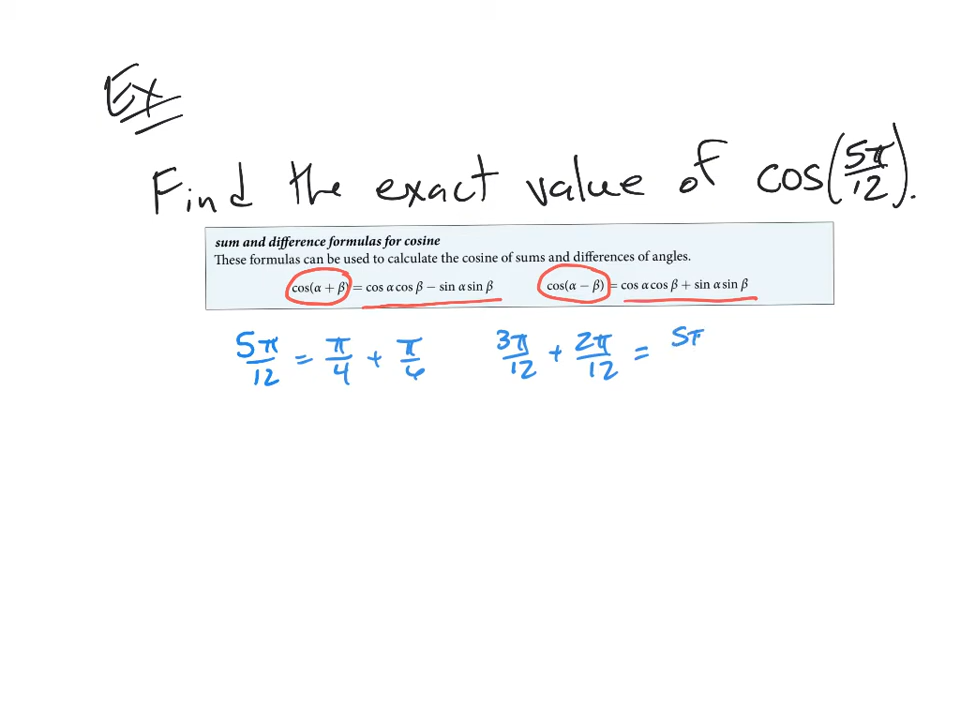 Ex
Find the exact value of cos(5π/12).
sum and difference formulas for cosine
These formulas can be used to calculate the cosine of sums and differences of angles.
cos(α + β) = cos α cos β − sin α sin β cos(α − β) = cos α cos β + sin α sin β
5π/12 = π/4 + π/6 3π/12 + 2π/12 = 5π